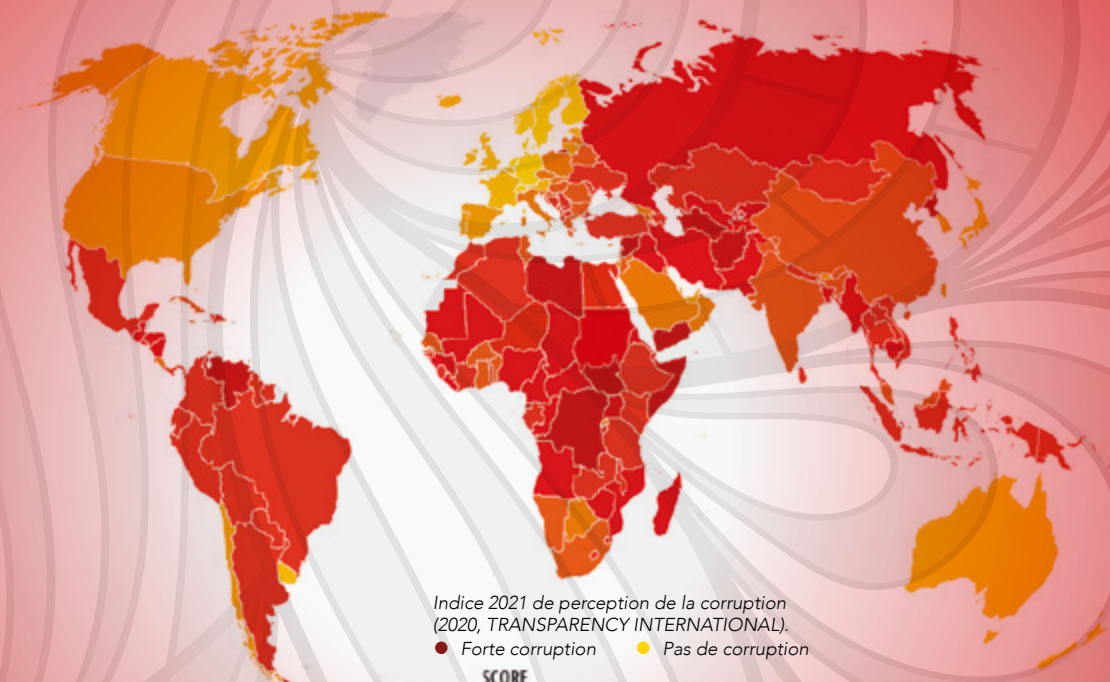 Indice 2021 de perception de la corruption
(2020, TRANSPARENCY INTERNATIONAL).
Forte corruption Pas de corruption
SCORE